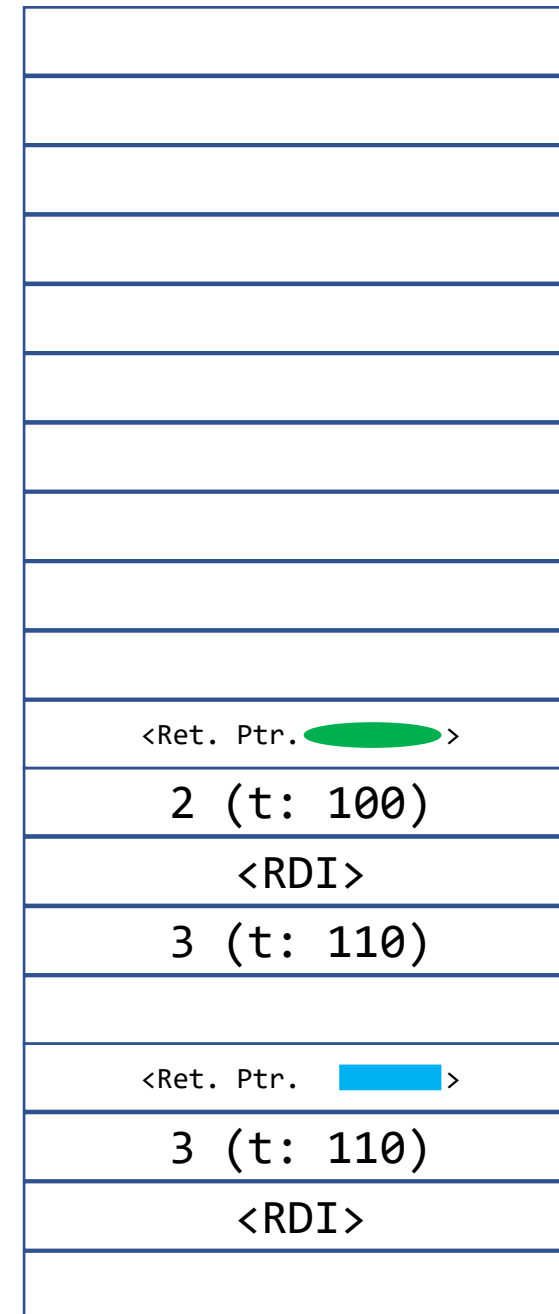 <Ret. Ptr. >
2 (t: 100)
<RDI>
3 (t: 110)
<Ret. Ptr. >
3 (t: 110)
<RDI>